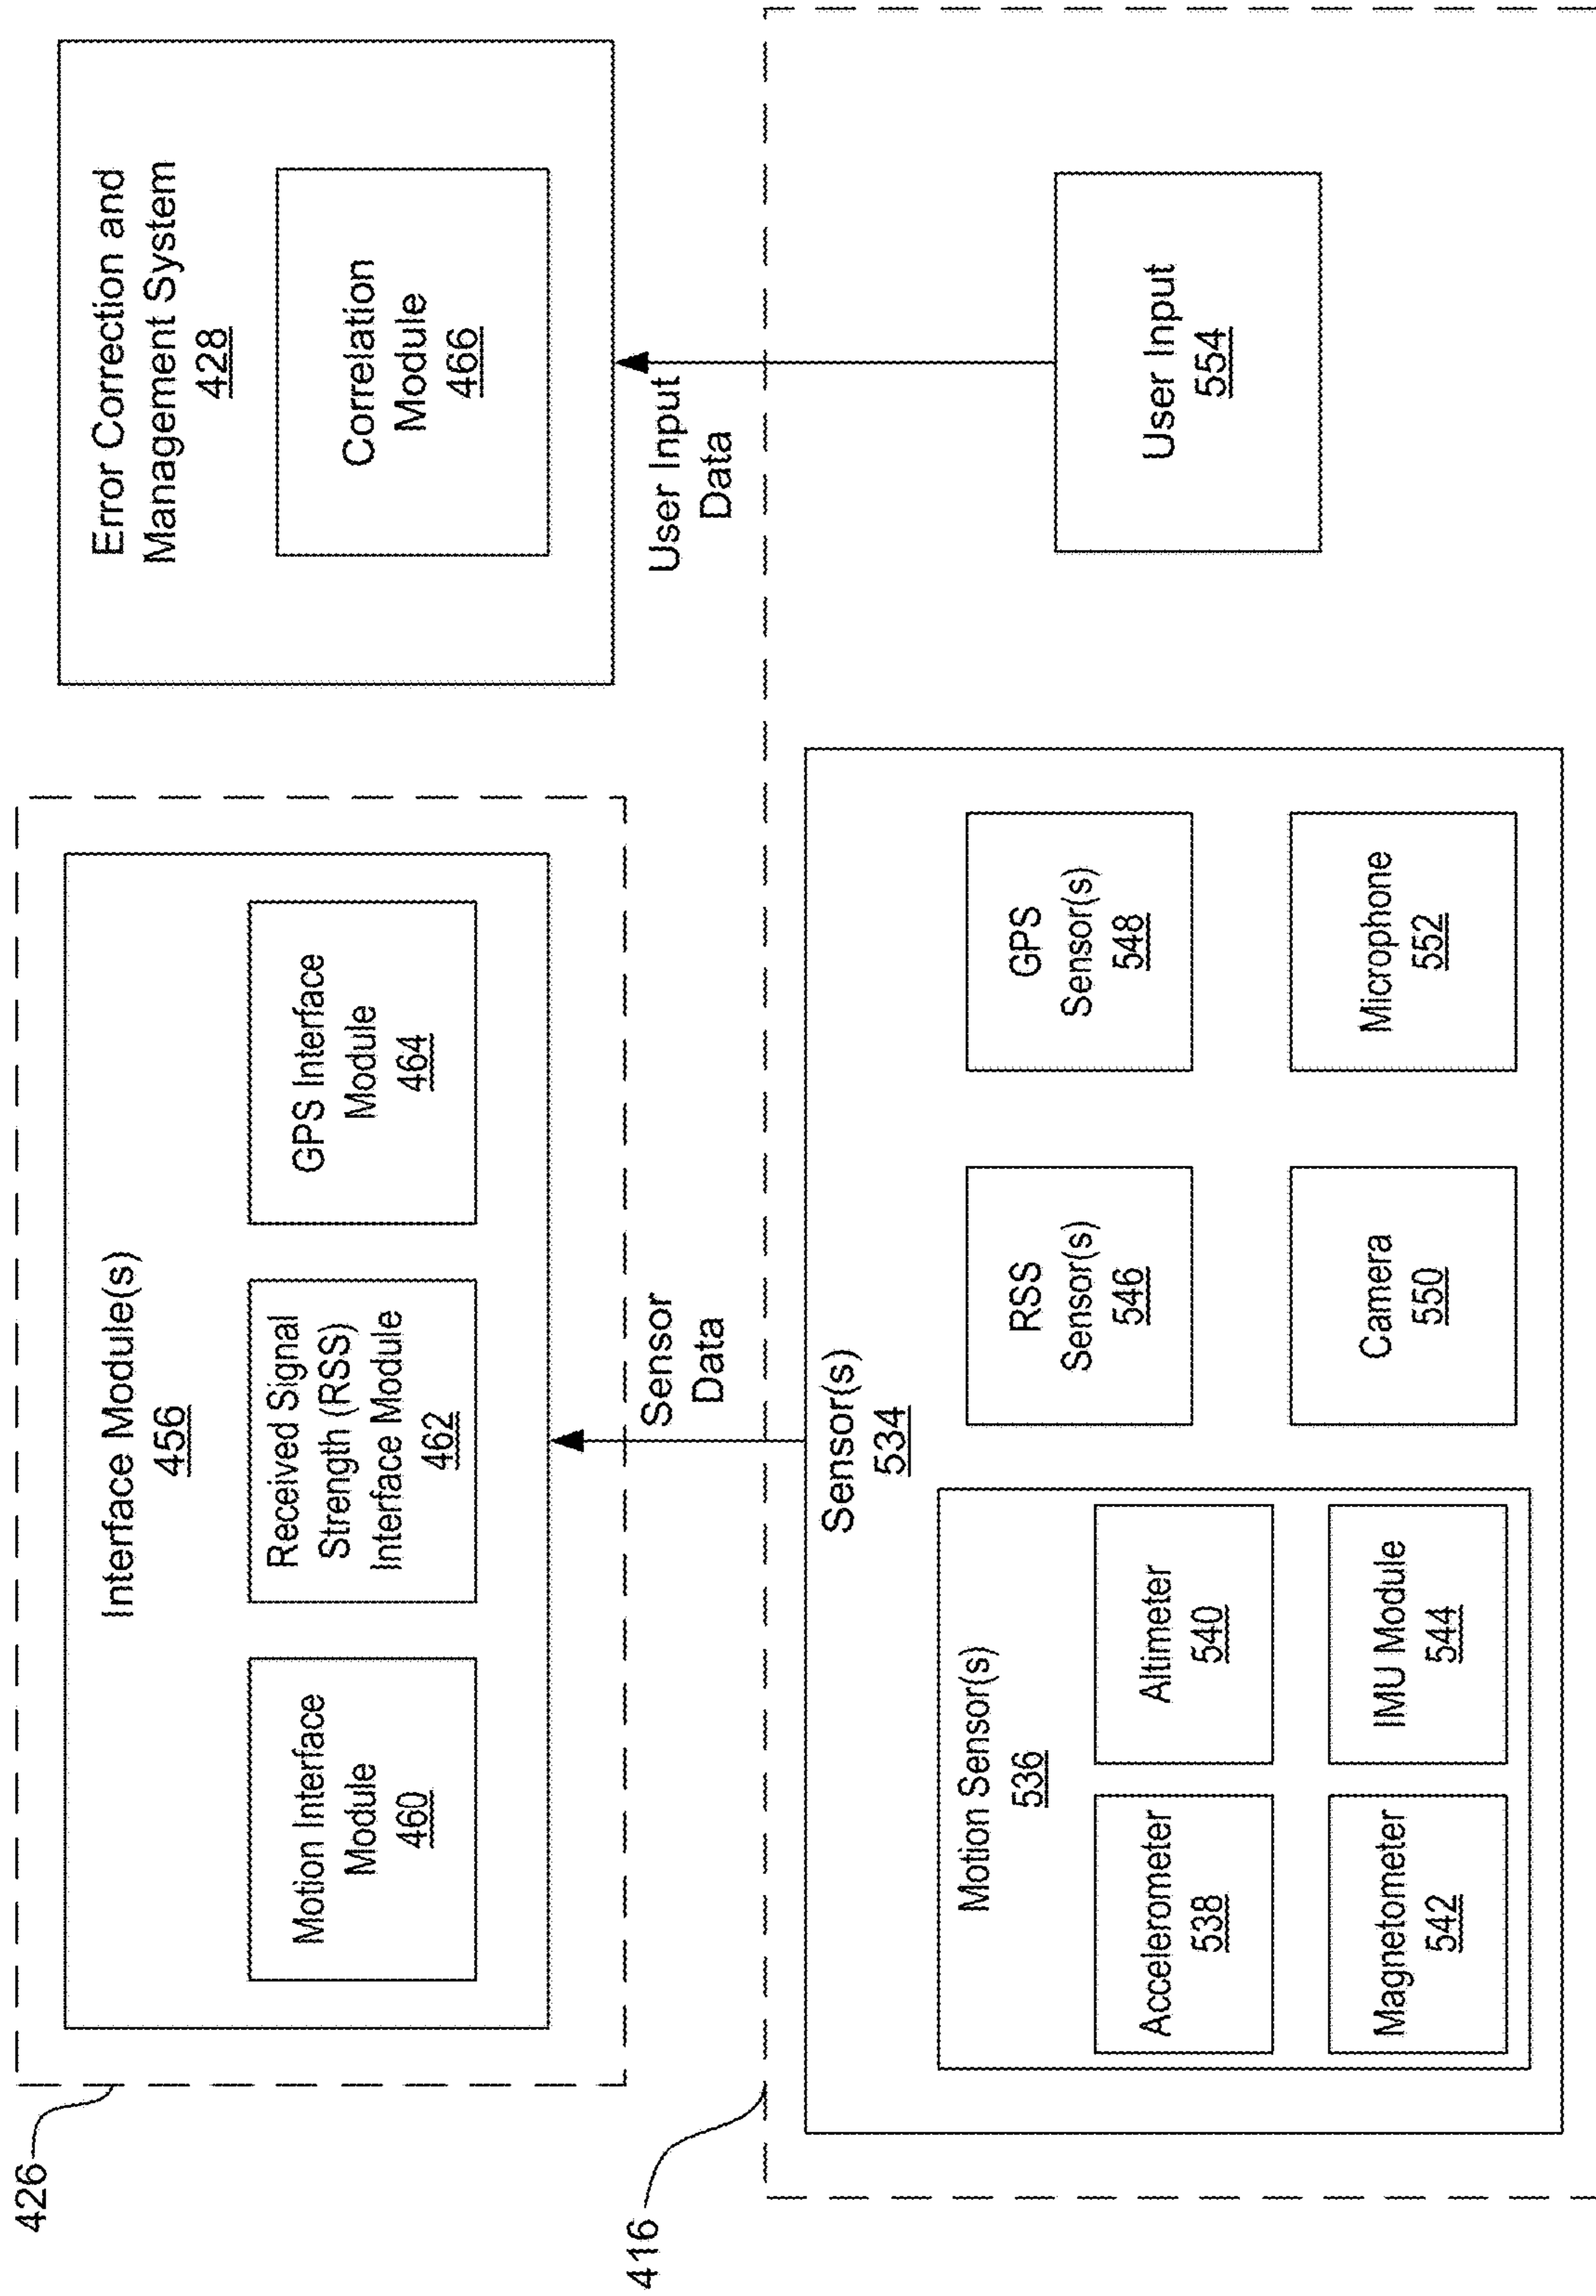 426
Interface Module(s)
456
Motion Interface
Module
460
Received Signal
Strength (RSS)
Interface Module
462
GPS Interface
Module
464
Error Correction and
Management System
428
Correlation
Module
466
Sensor
Data
User Input
Data
416
Sensor(s)
534
Motion Sensor(s)
536
Accelerometer
538
Altimeter
540
Magnetometer
542
IMU Module
544
RSS
Sensor(s)
546
GPS
Sensor(s)
548
Camera
550
Microphone
552
User Input
554